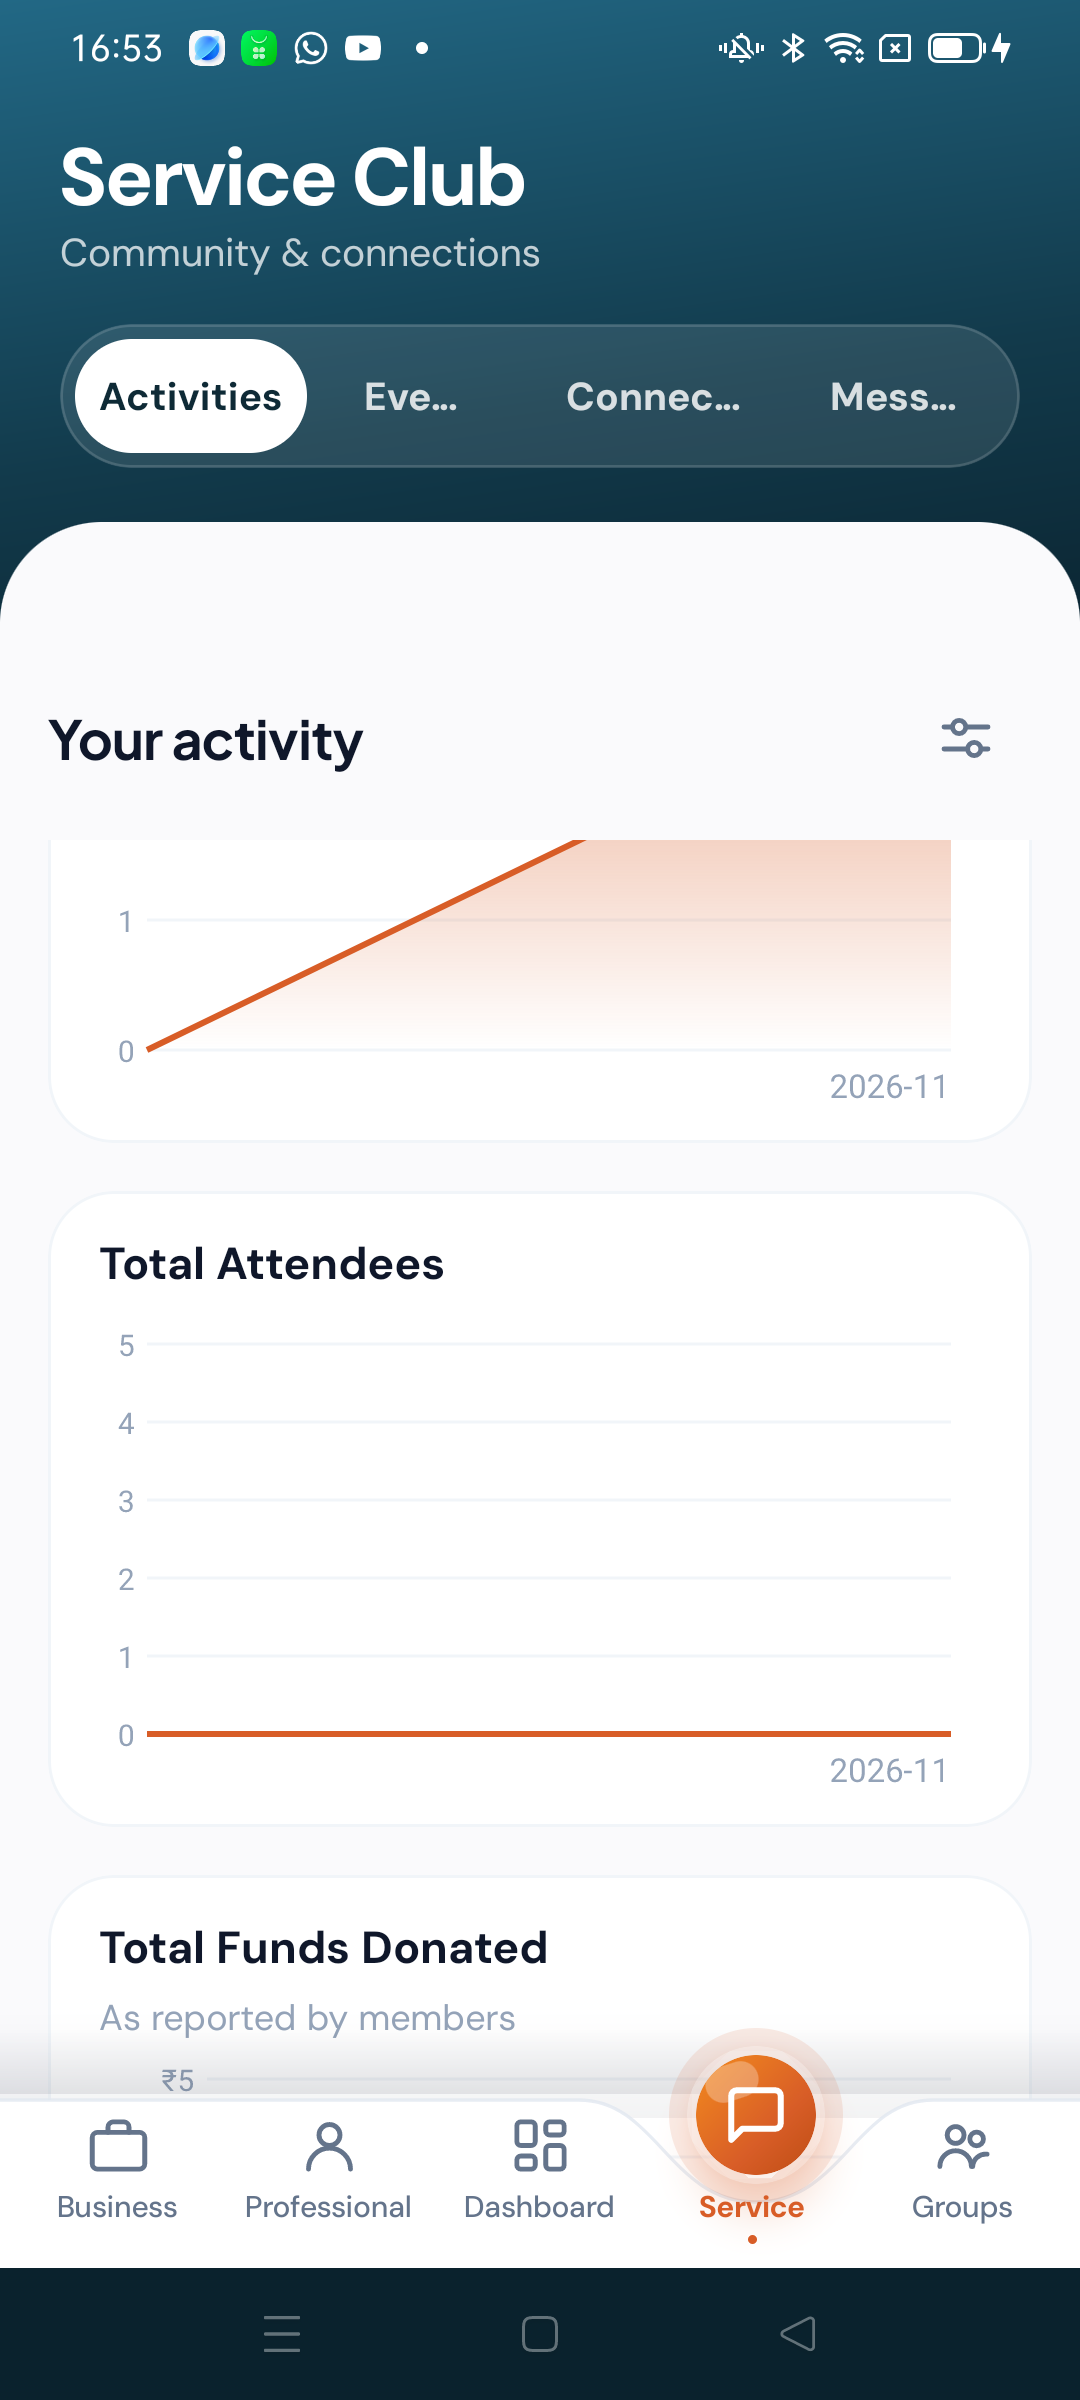 16:53
Service Club
Community & connections
Activities Eve... Connec... Mess...
Your activity
1
0
2026-11
Total Attendees
5
4
3
2
1
0
2026-11
Total Funds Donated
As reported by members
₹5
Business Professional Dashboard Service Groups